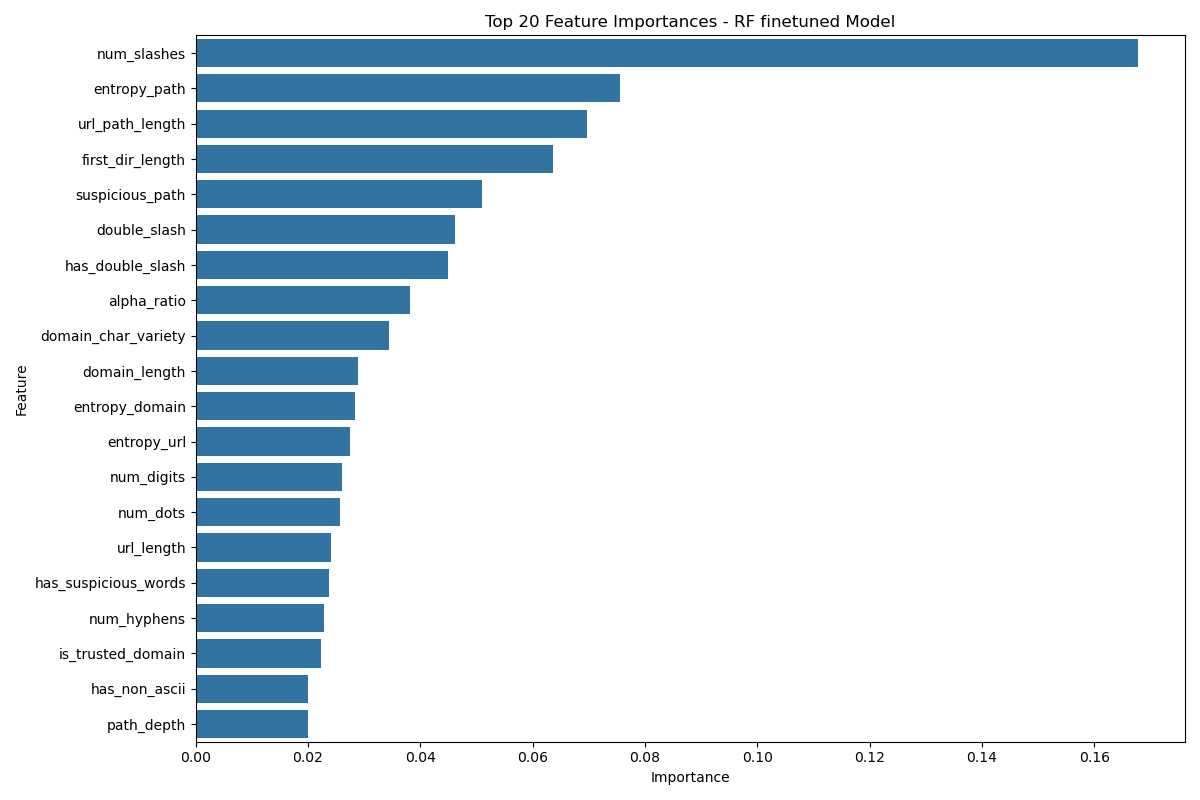 Top 20 Feature Importances - RF finetuned Model
num_slashes
entropy_path
url_path_length
first_dir_length
suspicious_path
double_slash
has_double_slash
alpha_ratio
domain_char_variety
domain_length
entropy_domain
entropy_url
num_digits
num_dots
url_length
has_suspicious_words
num_hyphens
is_trusted_domain
has_non_ascii
path_depth
Feature
0.00 0.02 0.04 0.06 0.08 0.10 0.12 0.14 0.16
Importance